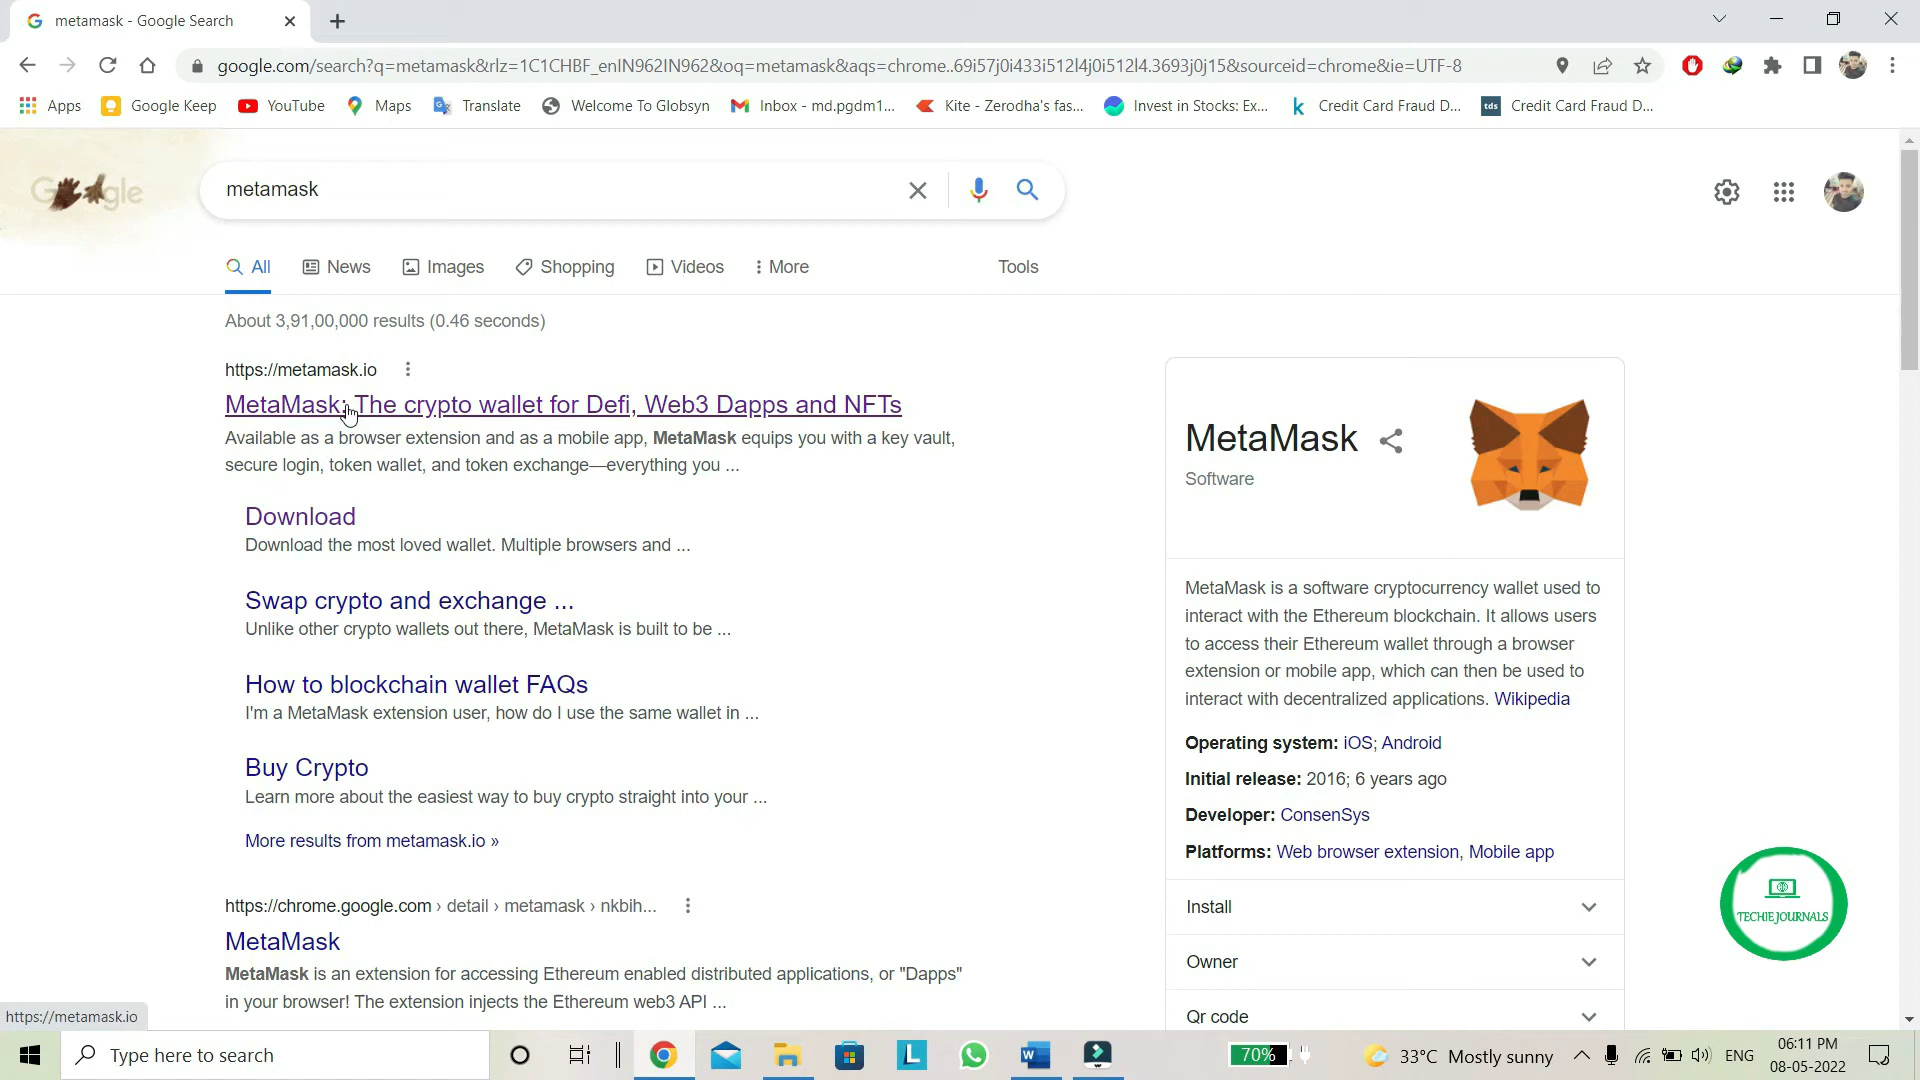 metamask - Google Search
google.com/search?q=metamask&rlz=1C1CHBF_enIN962IN962&oq=metamask&aqs=chrome..69i57j0i433i512l4j0i512l4.3693j0j15&sourceid=chrome&ie=UTF-8
Apps Google Keep YouTube Maps Translate Welcome To Globsyn Inbox - md.pgdm1... Kite - Zerodha's fas... Invest in Stocks: Ex... Credit Card Fraud D... tds Credit Card Fraud D...
metamask
All News Images Shopping Videos More Tools
About 3,91,00,000 results (0.46 seconds)
https://metamask.io
MetaMask: The crypto wallet for Defi, Web3 Dapps and NFTs
Available as a browser extension and as a mobile app, MetaMask equips you with a key vault,
secure login, token wallet, and token exchange—everything you ...
Download
Download the most loved wallet. Multiple browsers and ...
Swap crypto and exchange ...
Unlike other crypto wallets out there, MetaMask is built to be ...
How to blockchain wallet FAQs
I'm a MetaMask extension user, how do I use the same wallet in ...
Buy Crypto
Learn more about the easiest way to buy crypto straight into your ...
More results from metamask.io »
https://chrome.google.com › detail › metamask › nkbih...
MetaMask
MetaMask is an extension for accessing Ethereum enabled distributed applications, or "Dapps"
in your browser! The extension injects the Ethereum web3 API ...
https://metamask.io
MetaMask
Software
MetaMask is a software cryptocurrency wallet used to
interact with the Ethereum blockchain. It allows users
to access their Ethereum wallet through a browser
extension or mobile app, which can then be used to
interact with decentralized applications. Wikipedia
Operating system: iOS; Android
Initial release: 2016; 6 years ago
Developer: ConsenSys
Platforms: Web browser extension, Mobile app
Install
Owner
Qr code
TECHIE JOURNALS
Type here to search
70%
33°C Mostly sunny
ENG
06:11 PM
08-05-2022